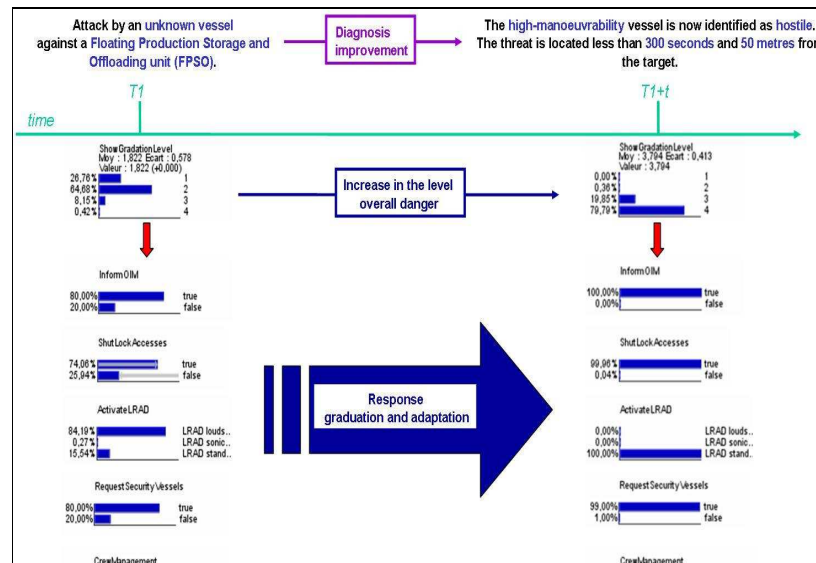 Attack by an unknown vessel
against a Floating Production Storage and
Offloading unit (FPSO).
Diagnosis
improvement
The high-manoeuvrability vessel is now identified as hostile.
The threat is located less than 300 seconds and 50 metres from
the target.
T1
T1+t
time
ShowGradationLevel
Moy : 1,822 Ecart : 0,578
Valeur : 1,822 (+0,000)
26,76% 1
64,68% 2
8,15% 3
0,42% 4
Increase in the level
overall danger
ShowGradationLevel
Moy : 3,794 Ecart : 0,413
Valeur : 3,794
0,00% 1
0,36% 2
19,85% 3
79,79% 4
InformOIM
80,00% true
20,00% false
ShutLockAccesses
74,06% true
25,94% false
ActivateLRAD
84,19% LRAD louds..
0,27% LRAD sonic..
15,54% LRAD stand..
RequestSecurityVessels
80,00% true
20,00% false
CrewManagement
Response
graduation and adaptation
InformOIM
100,00% true
0,00% false
ShutLockAccesses
99,96% true
0,04% false
ActivateLRAD
0,00% LRAD louds..
0,00% LRAD sonic..
100,00% LRAD stand..
RequestSecurityVessels
99,00% true
1,00% false
CrewManagement